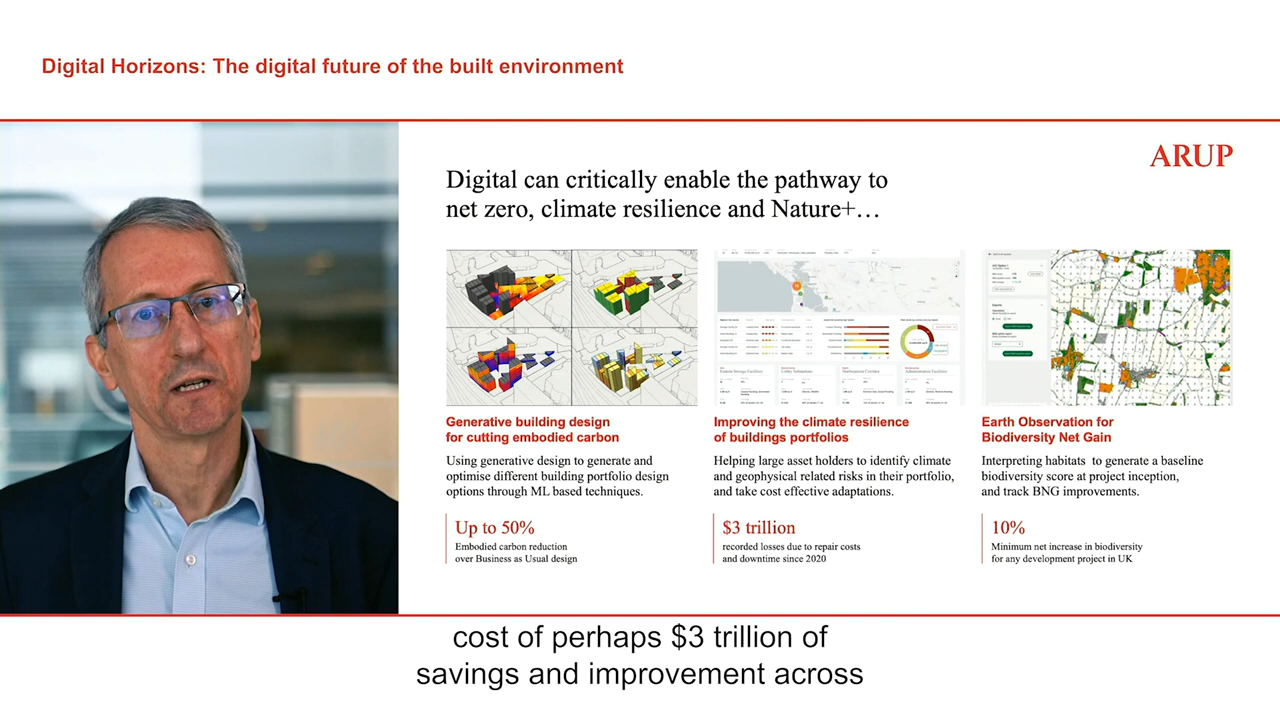 Digital Horizons: The digital future of the built environment
ARUP
Digital can critically enable the pathway to
net zero, climate resilience and Nature+…
Generative building design
for cutting embodied carbon
Using generative design to generate and
optimise different building portfolio design
options through ML based techniques.
Up to 50%
Embodied carbon reduction
over Business as Usual design
Improving the climate resilience
of buildings portfolios
Helping large asset holders to identify climate
and geophysical related risks in their portfolio,
and take cost effective adaptations.
$3 trillion
recorded losses due to repair costs
and downtime since 2020
Earth Observation for
Biodiversity Net Gain
Interpreting habitats to generate a baseline
biodiversity score at project inception,
and track BNG improvements.
10%
Minimum net increase in biodiversity
for any development project in UK
cost of perhaps $3 trillion of
savings and improvement across